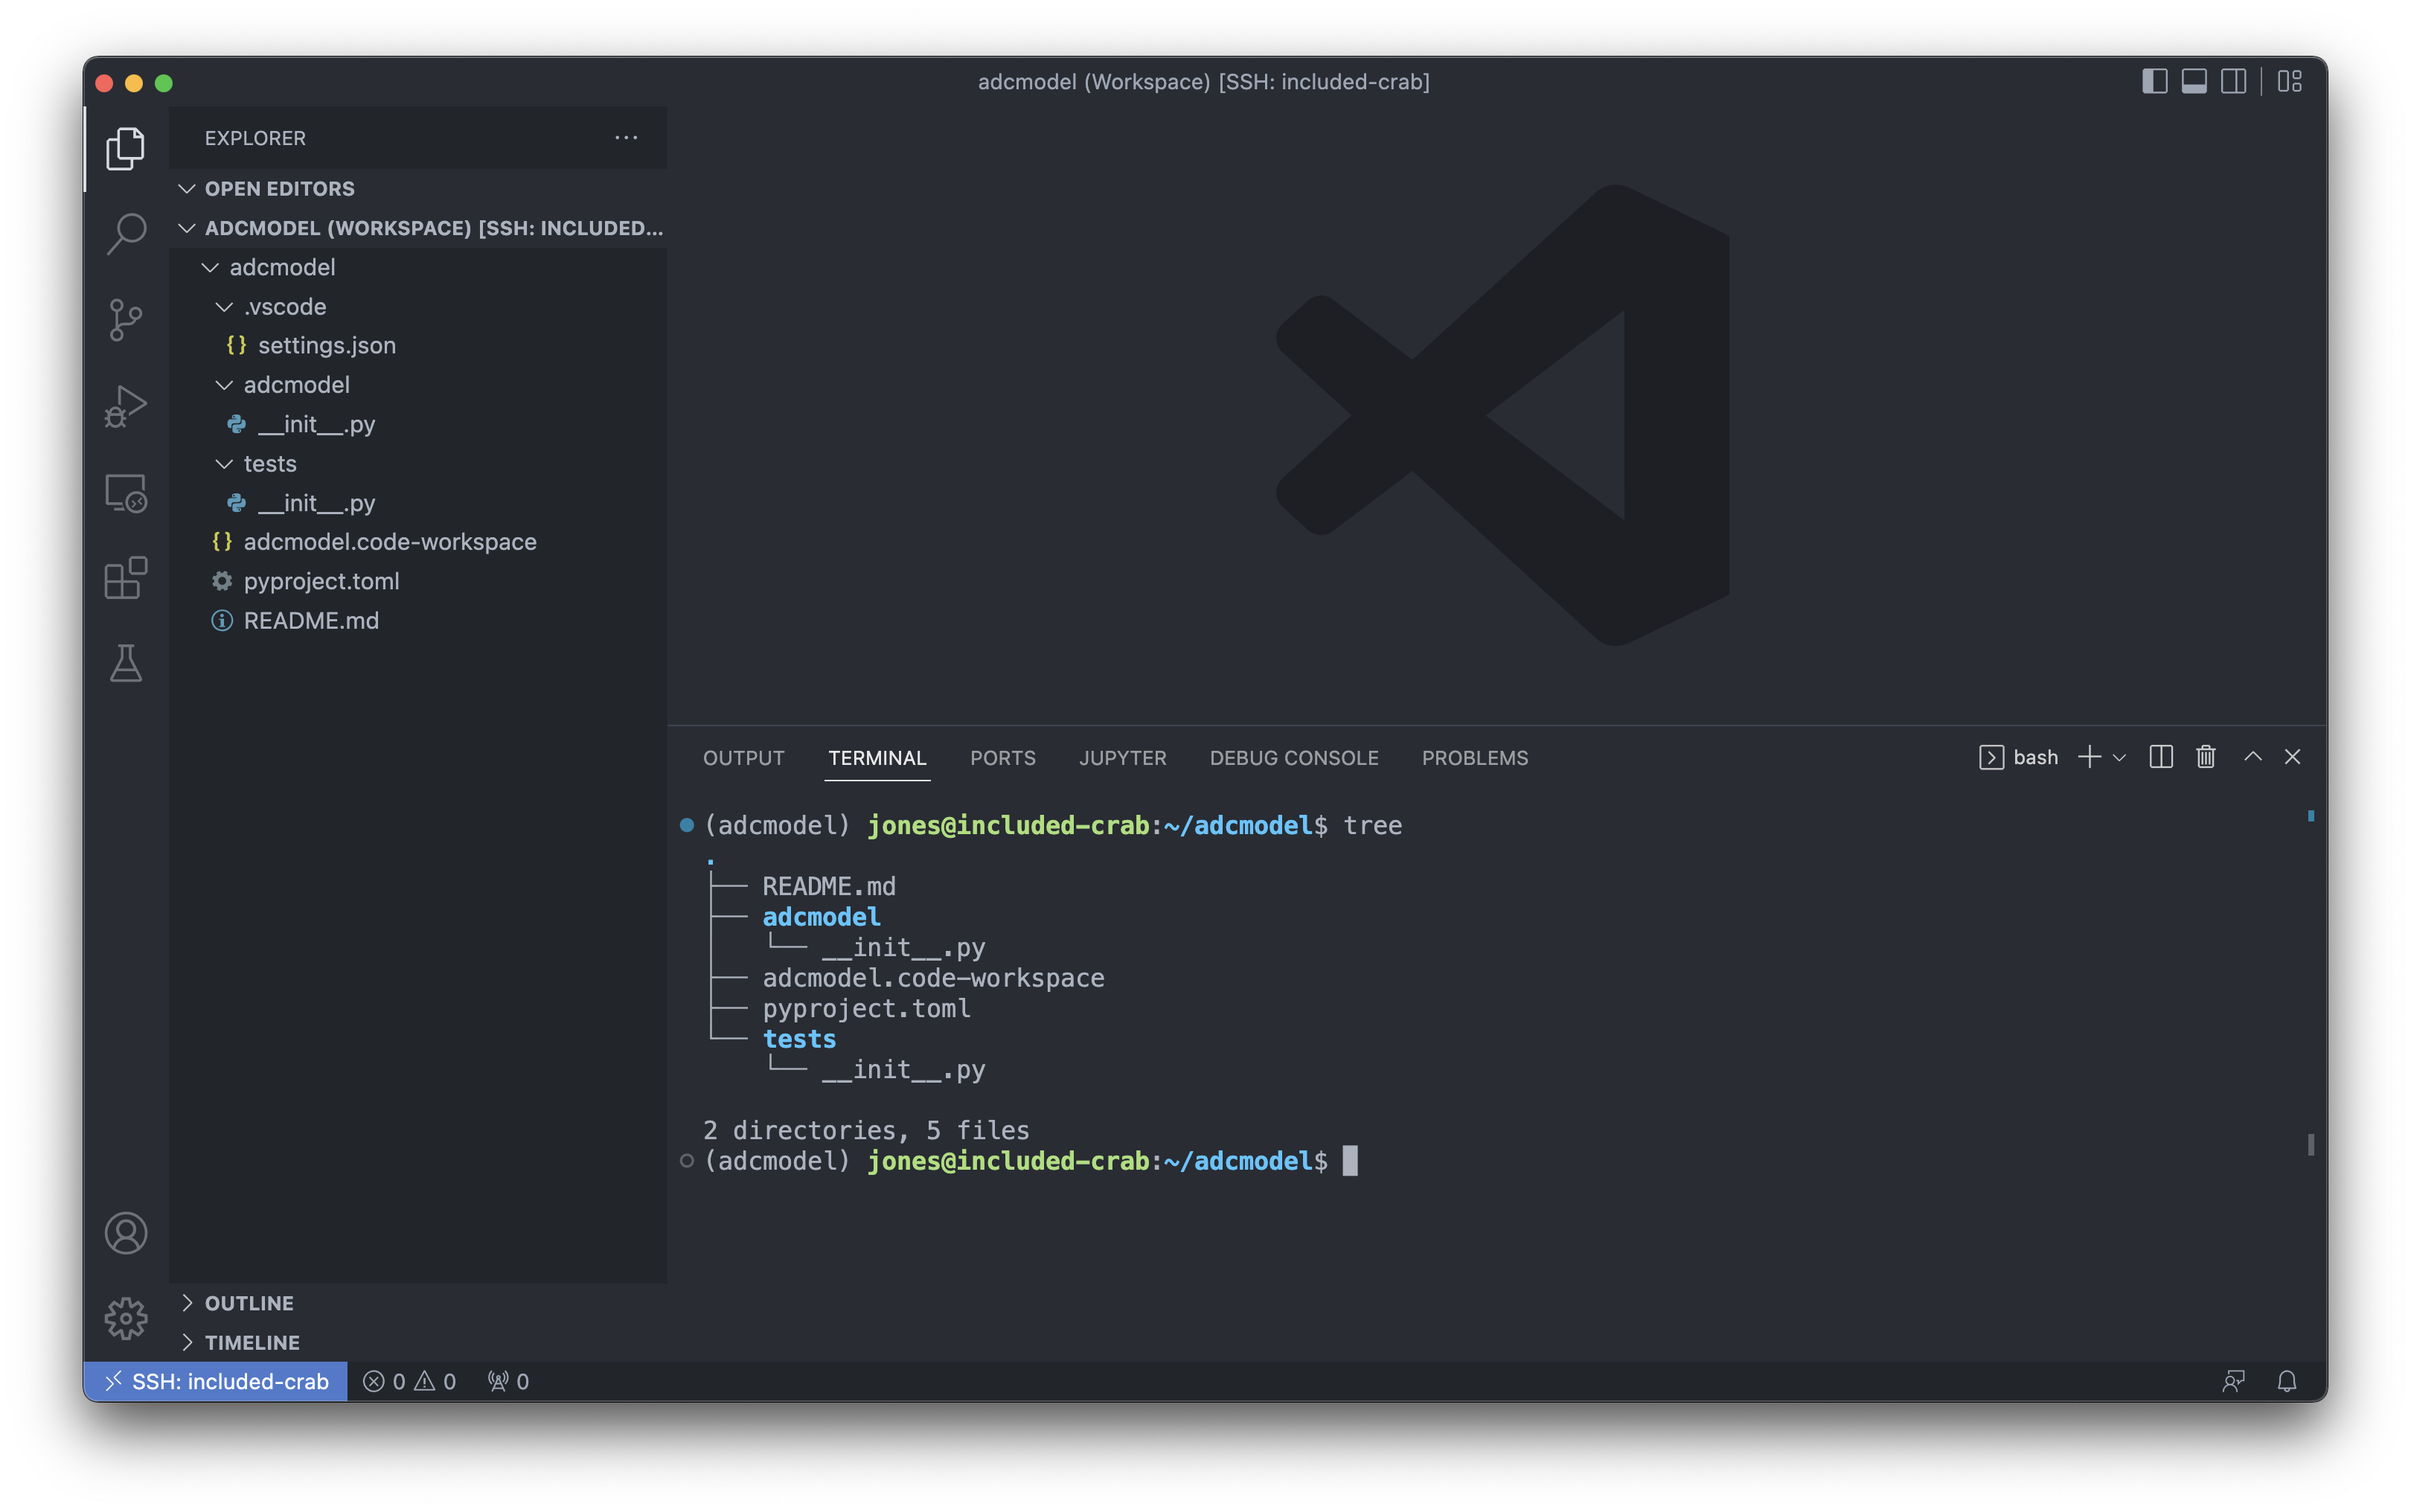 adcmodel (Workspace) [SSH: included-crab]
EXPLORER
OPEN EDITORS
ADCMODEL (WORKSPACE) [SSH: INCLUDED...
adcmodel
.vscode
{} settings.json
adcmodel
__init__.py
tests
__init__.py
{} adcmodel.code-workspace
pyproject.toml
README.md
OUTLINE
TIMELINE
OUTPUT TERMINAL PORTS JUPYTER DEBUG CONSOLE PROBLEMS bash
(adcmodel) jones@included-crab:~/adcmodel$ tree
.
├── README.md
├── adcmodel
│   └── __init__.py
├── adcmodel.code-workspace
├── pyproject.toml
└── tests
    └── __init__.py
2 directories, 5 files
(adcmodel) jones@included-crab:~/adcmodel$
SSH: included-crab 0 0 0